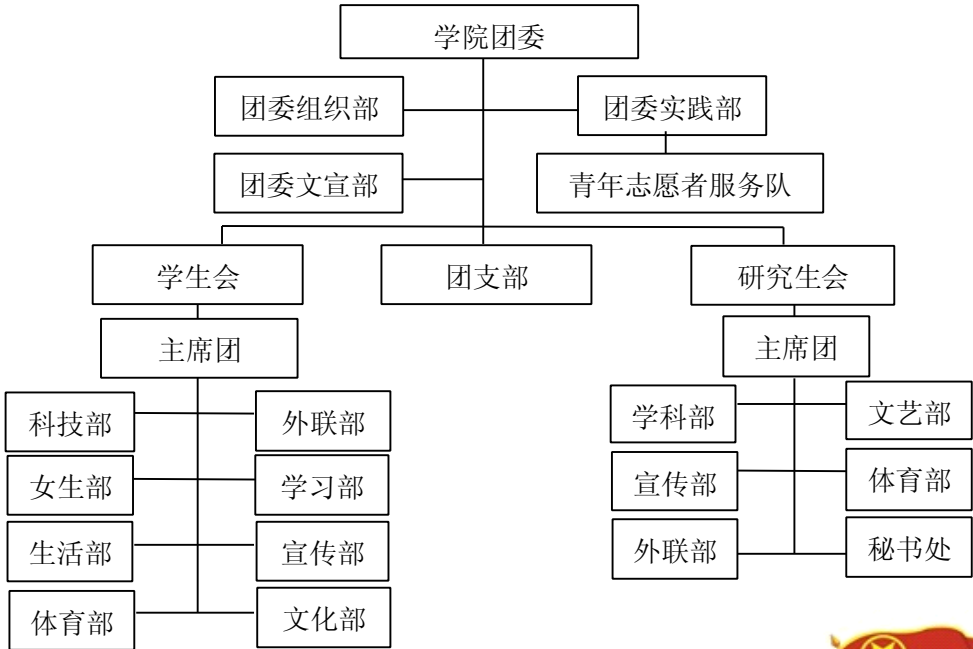 学院团委
团委组织部
团委实践部
团委文宣部
青年志愿者服务队
学生会
团支部
研究生会
主席团
主席团
科技部
外联部
女生部
学习部
生活部
宣传部
体育部
文化部
学科部
文艺部
宣传部
体育部
外联部
秘书处